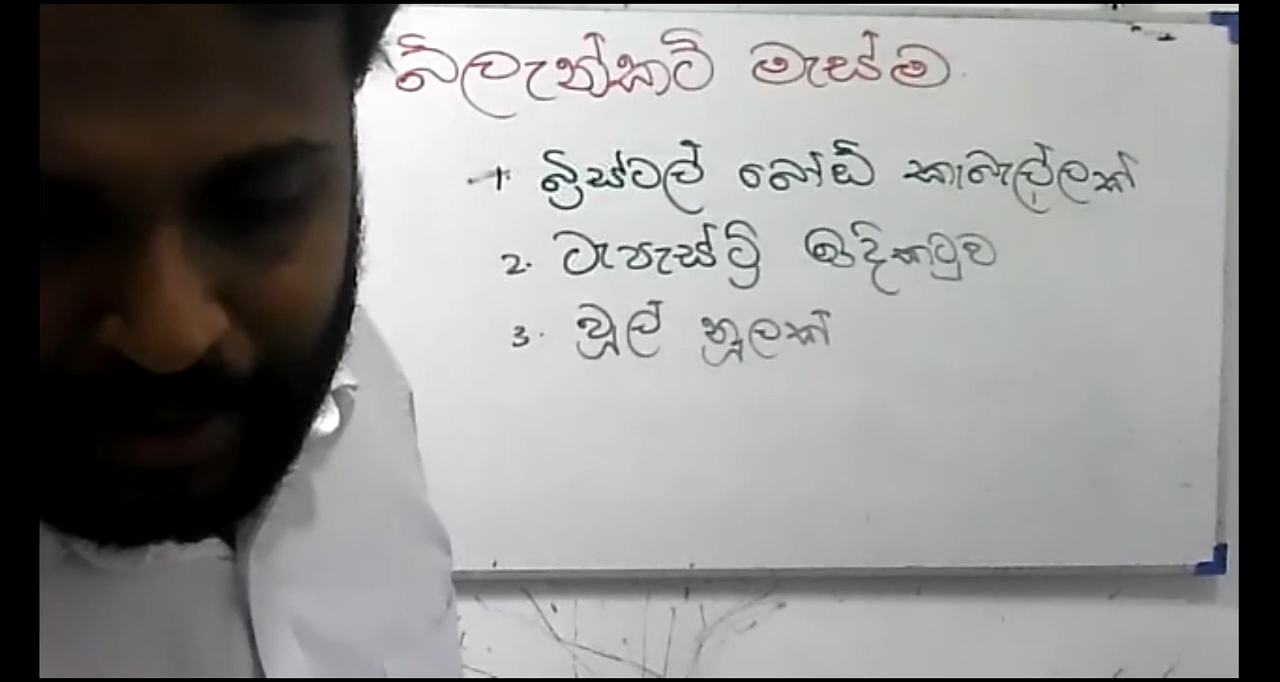 බ්ලැන්කට් මැස්ම
1 බ්‍රිස්ටල් බෝඩ් කාබැල්ලක්
2. ටැපැස්ට්‍රි ඉදිකටුව
3. වූල් නූලක්